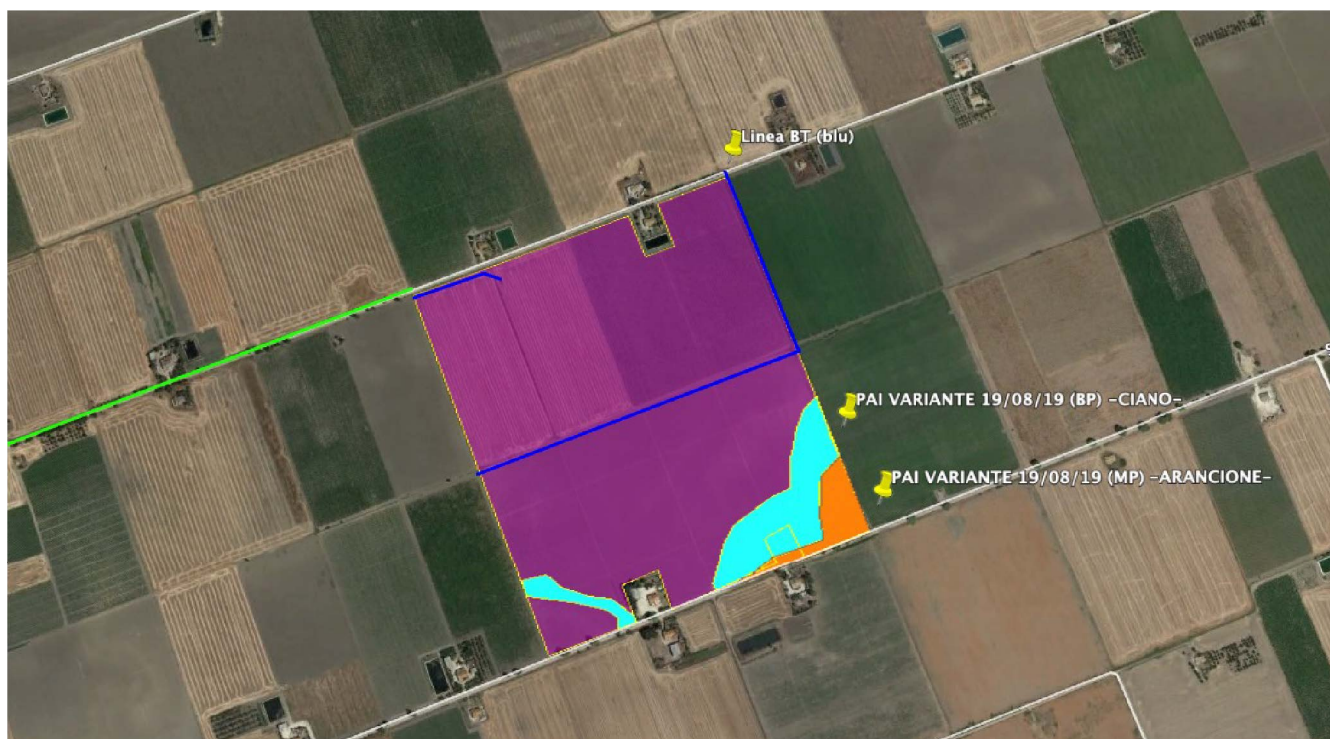 Linea BT (blu)
PAI VARIANTE 19/08/19 (BP) -CIANO-
PAI VARIANTE 19/08/19 (MP) -ARANCIONE-